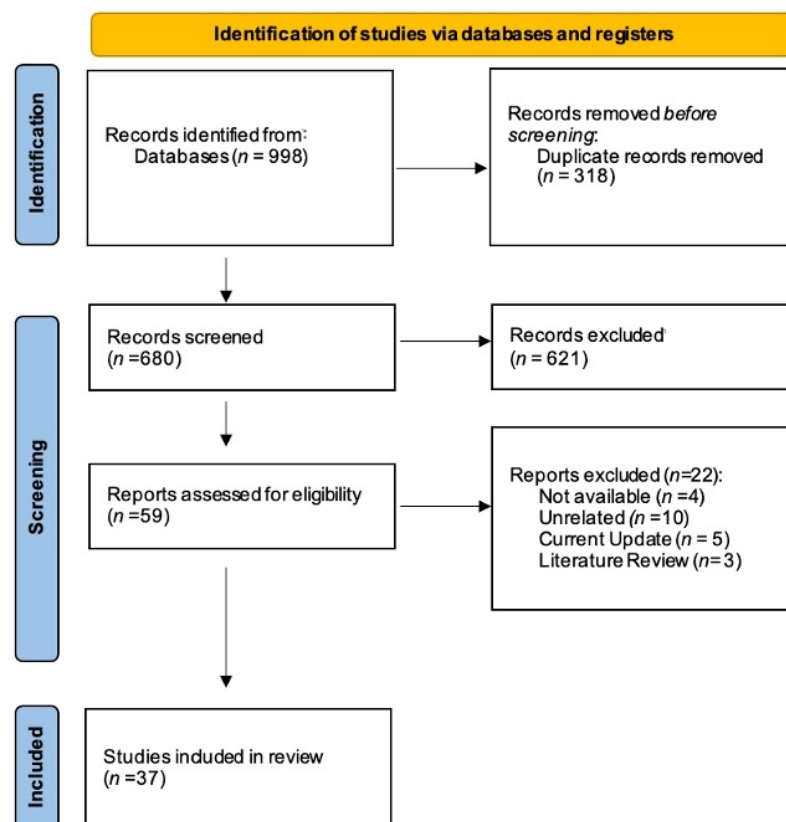 Identification of studies via databases and registers
Identification
Records identified from:
Databases (n = 998)
Records removed before
screening:
Duplicate records removed
(n = 318)
Screening
Records screened
(n =680)
Records excluded
(n = 621)
Reports assessed for eligibility
(n =59)
Reports excluded (n=22):
Not available (n =4)
Unrelated (n =10)
Current Update (n = 5)
Literature Review (n=3)
Included
Studies included in review
(n =37)